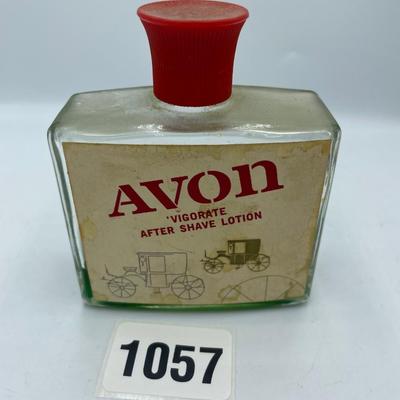 AVON
'VIGORATE
AFTER SHAVE LOTION
1057